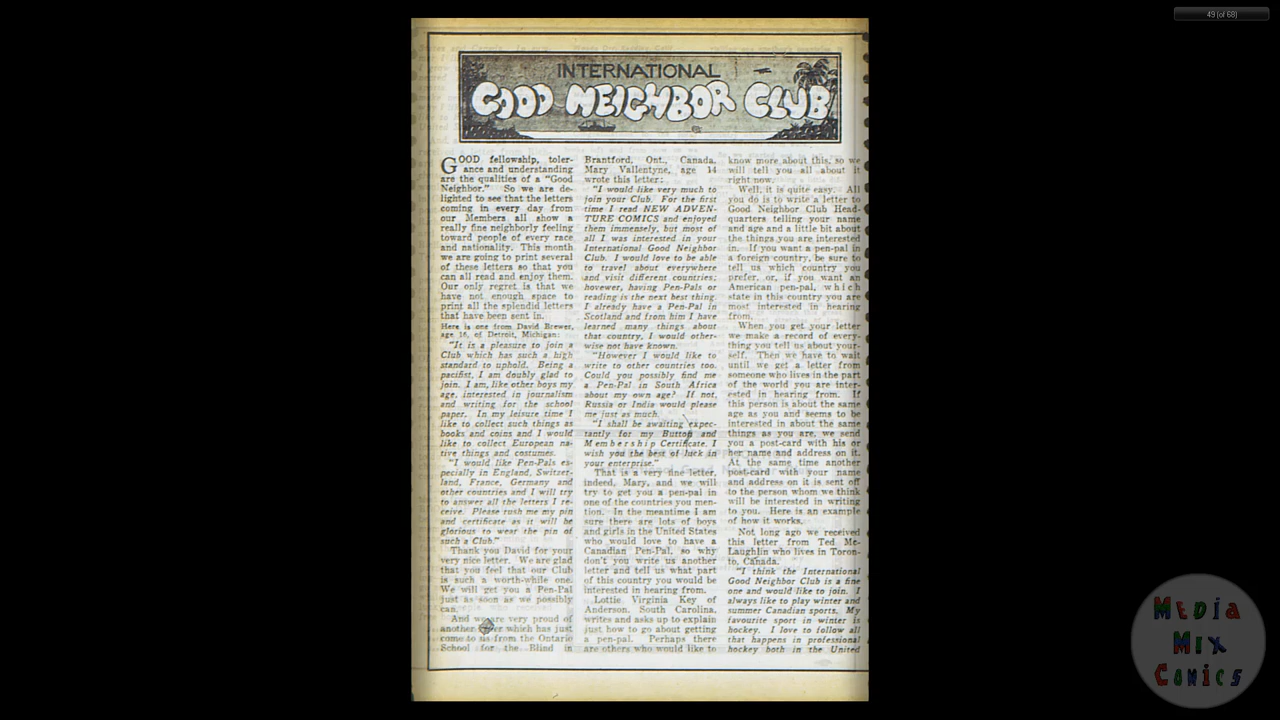 49 (of 68)
INTERNATIONAL
GOOD NEIGHBOR CLUB
GOOD fellowship, toler-
ance and understanding
are the qualities of a "Good
Neighbor." So we are de-
lighted to see that the letters
coming in every day from
our Members all show a
really fine neighborly feeling
toward people of every race
and nationality. This month
we are going to print several
of these letters so that you
can all read and enjoy them.
Our only regret is that we
have not enough space to
print all the splendid letters
that have been sent in.
Here is one from David Brewer,
age 16, of Detroit, Michigan:
"It is a pleasure to join a
Club which has such a high
standard to uphold. Being a
pacifist, I am doubly glad to
join. I am, like other boys my
age, interested in journalism
and writing for the school
paper. In my leisure time I
like to collect such things as
books and coins and I would
like to collect European na-
tive things and costumes.
"I would like Pen-Pals es-
pecially in England, Switzer-
land, France, Germany and
other countries and I will try
to answer all the letters I re-
ceive. Please rush me my pin
and certificate as it will be
glorious to wear the pin of
such a Club."
Thank you David for your
very nice letter. We are glad
that you feel that our Club
is such a worth-while one.
We will get you a Pen-Pal
just as soon as we possibly
can.
And we are very proud of
another letter which has just
come to us from the Ontario
School for the Blind in
Brantford, Ont., Canada.
Mary Vallentyne, age 14
wrote this letter:
"I would like very much to
join your Club. For the first
time I read NEW ADVEN-
TURE COMICS and enjoyed
them immensely, but most of
all I was interested in your
International Good Neighbor
Club. I would love to be able
to travel about everywhere
and visit different countries;
hovewer, having Pen-Pals or
reading is the next best thing.
I already have a Pen-Pal in
Scotland and from him I have
learned many things about
that country, I would other-
wise not have known.
"However I would like to
write to other countries too.
Could you possibly find me
a Pen-Pal in South Africa
about my own age? If not,
Russia or India would please
me just as much.
"I shall be awaiting expec-
tantly for my Button and
Membership Certificate. I
wish you the best of luck in
your enterprise."
That is a very fine letter,
indeed, Mary, and we will
try to get you a pen-pal in
one of the countries you men-
tion. In the meantime I am
sure there are lots of boys
and girls in the United States
who would love to have a
Canadian Pen-Pal, so why
don't you write us another
letter and tell us what part
of this country you would be
interested in hearing from.
Lottie Virginia Key of
Anderson, South Carolina,
writes and asks up to explain
just how to go about getting
a pen-pal. Perhaps there
are others who would like to
know more about this, so we
will tell you all about it
right now.
Well, it is quite easy. All
you do is to write a letter to
Good Neighbor Club Head-
quarters telling your name
and age and a little bit about
the things you are interested
in. If you want a pen-pal in
a foreign country, be sure to
tell us which country you
prefer, or, if you want an
American pen-pal, which
state in this country you are
most interested in hearing
from.
When you get your letter
we make a record of every-
thing you tell us about your-
self. Then we have to wait
until we get a letter from
someone who lives in the part
of the world you are inter-
ested in hearing from. If
this person is about the same
age as you and seems to be
interested in about the same
things as you are, we send
you a post-card with his or
her name and address on it.
At the same time another
post-card with your name
and address on it is sent off
to the person whom we think
will be interested in writing
to you. Here is an example
of how it works.
Not long ago we received
this letter from Ted Mc-
Laughlin who lives in Toron-
to, Canada.
"I think the International
Good Neighbor Club is a fine
one and would like to join. I
always like to play winter and
summer Canadian sports. My
favourite sport in winter is
hockey. I love to follow all
that happens in professional
hockey both in the United
MEDIA
MIX
COMICS